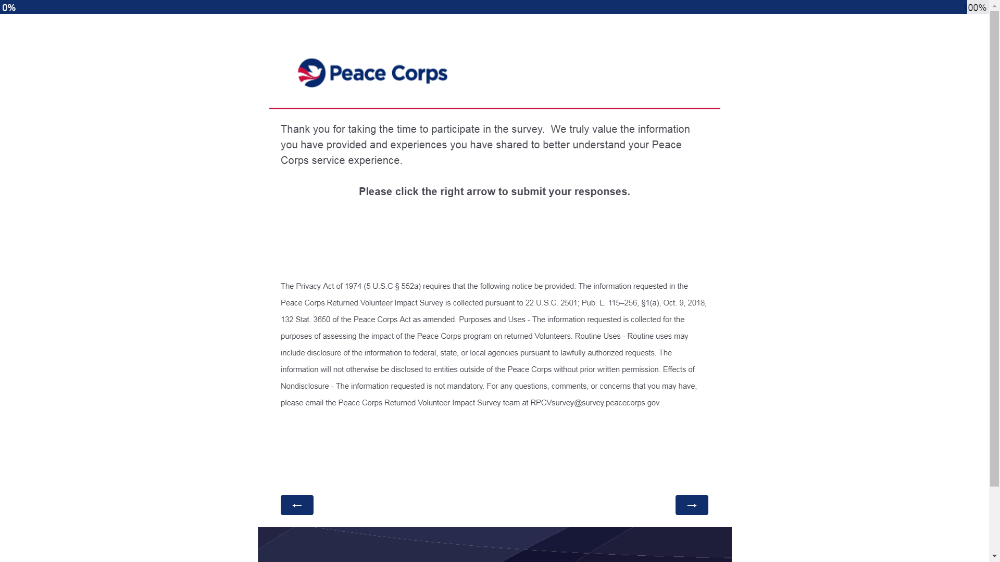 0%
100%
Peace Corps
Thank you for taking the time to participate in the survey.  We truly value the information
you have provided and experiences you have shared to better understand your Peace
Corps service experience.
Please click the right arrow to submit your responses.
The Privacy Act of 1974 (5 U.S.C § 552a) requires that the following notice be provided: The information requested in the
Peace Corps Returned Volunteer Impact Survey is collected pursuant to 22 U.S.C. 2501; Pub. L. 115–256, §1(a), Oct. 9, 2018,
132 Stat. 3650 of the Peace Corps Act as amended. Purposes and Uses - The information requested is collected for the
purposes of assessing the impact of the Peace Corps program on returned Volunteers. Routine Uses - Routine uses may
include disclosure of the information to federal, state, or local agencies pursuant to lawfully authorized requests. The
information will not otherwise be disclosed to entities outside of the Peace Corps without prior written permission. Effects of
Nondisclosure - The information requested is not mandatory. For any questions, comments, or concerns that you may have,
please email the Peace Corps Returned Volunteer Impact Survey team at RPCVsurvey@survey.peacecorps.gov.
← →